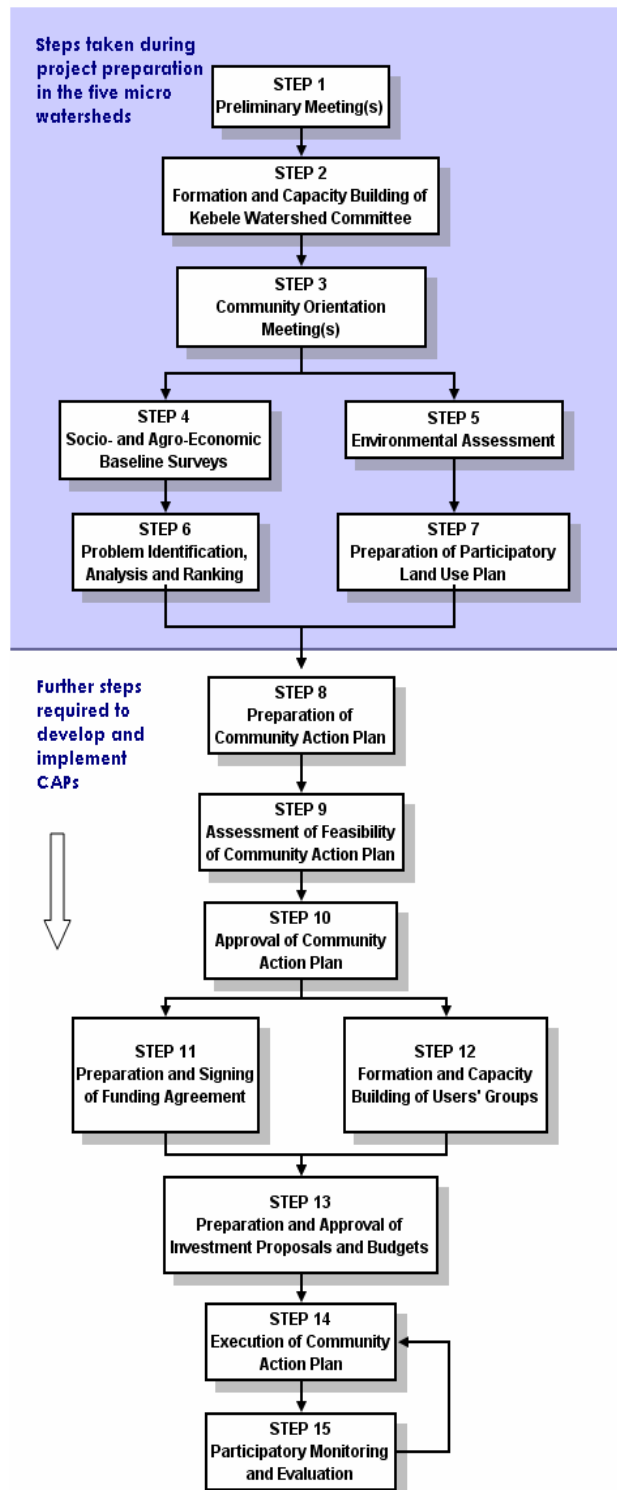 Steps taken during
project preparation
in the five micro
watersheds
STEP 1
Preliminary Meeting(s)
STEP 2
Formation and Capacity Building of
Kebele Watershed Committee
STEP 3
Community Orientation
Meeting(s)
STEP 4
Socio- and Agro-Economic
Baseline Surveys
STEP 5
Environmental Assessment
STEP 6
Problem Identification,
Analysis and Ranking
STEP 7
Preparation of Participatory
Land Use Plan
Further steps
required to
develop and
implement
CAPs
STEP 8
Preparation of
Community Action Plan
STEP 9
Assessment of Feasibility
of Community Action Plan
STEP 10
Approval of Community
Action Plan
STEP 11
Preparation and Signing
of Funding Agreement
STEP 12
Formation and Capacity
Building of Users' Groups
STEP 13
Preparation and Approval of
Investment Proposals and Budgets
STEP 14
Execution of Community
Action Plan
STEP 15
Participatory Monitoring
and Evaluation